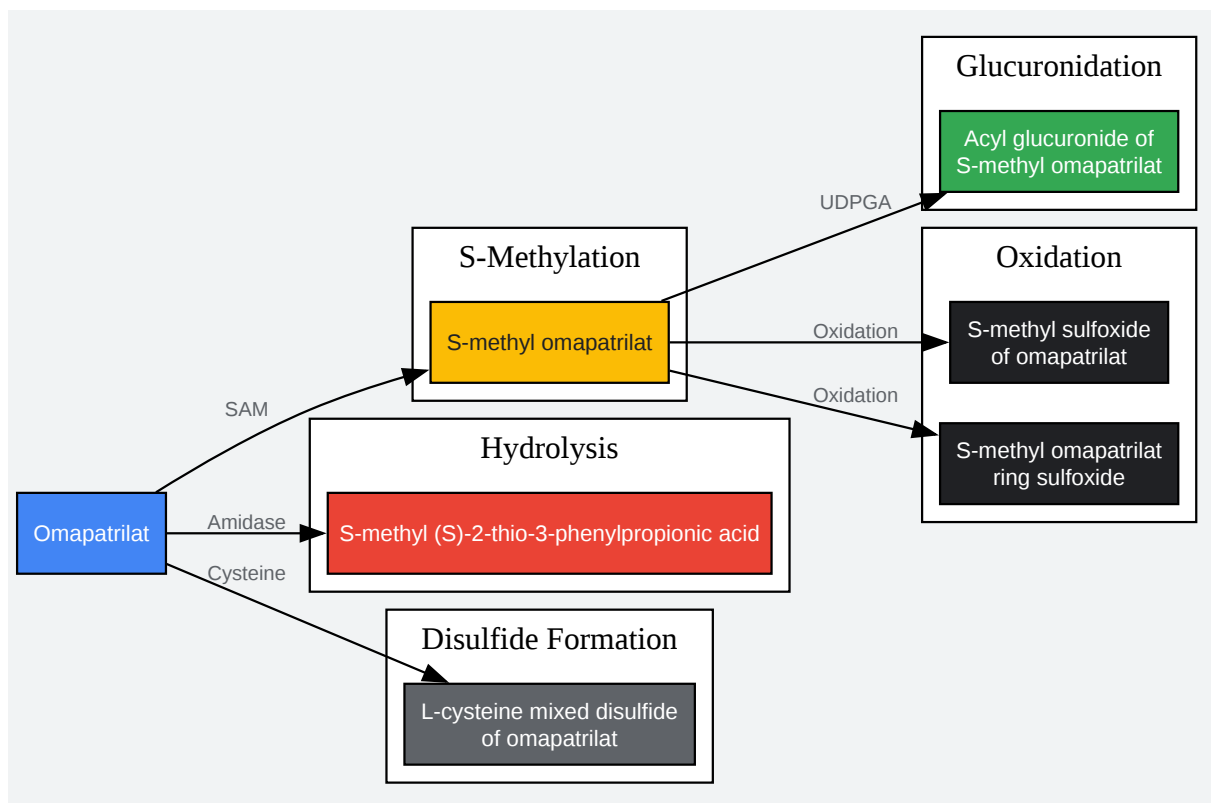 Glucuronidation
Acyl glucuronide of
S-methyl omapatrilat
UDPGA
S-Methylation
S-methyl omapatrilat
Oxidation
Oxidation
S-methyl sulfoxide
of omapatrilat
Oxidation
S-methyl omapatrilat
ring sulfoxide
SAM
Hydrolysis
Omapatrilat
Amidase
S-methyl (S)-2-thio-3-phenylpropionic acid
Cysteine
Disulfide Formation
L-cysteine mixed disulfide
of omapatrilat